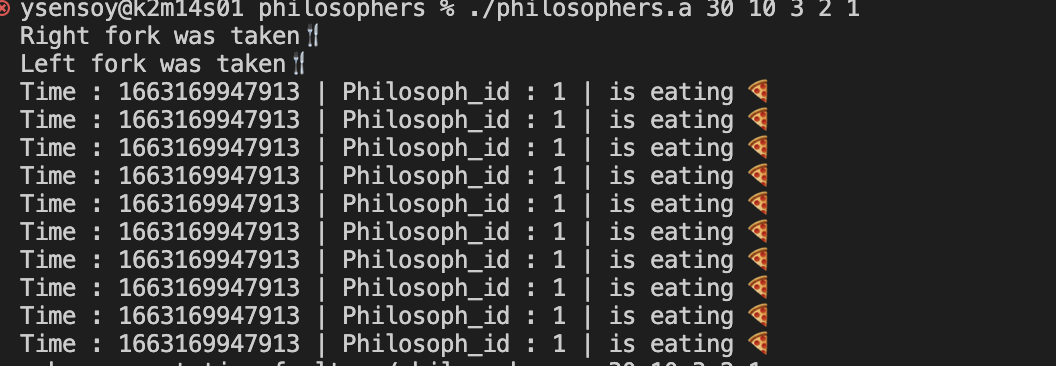 ysensoy@k2m14s01 philosophers % ./philosophers.a 30 10 3 2 1
Right fork was taken🍴
Left fork was taken🍴
Time : 1663169947913 | Philosoph_id : 1 | is eating 🍕
Time : 1663169947913 | Philosoph_id : 1 | is eating 🍕
Time : 1663169947913 | Philosoph_id : 1 | is eating 🍕
Time : 1663169947913 | Philosoph_id : 1 | is eating 🍕
Time : 1663169947913 | Philosoph_id : 1 | is eating 🍕
Time : 1663169947913 | Philosoph_id : 1 | is eating 🍕
Time : 1663169947913 | Philosoph_id : 1 | is eating 🍕
Time : 1663169947913 | Philosoph_id : 1 | is eating 🍕
Time : 1663169947913 | Philosoph_id : 1 | is eating 🍕
Time : 1663169947913 | Philosoph_id : 1 | is eating 🍕